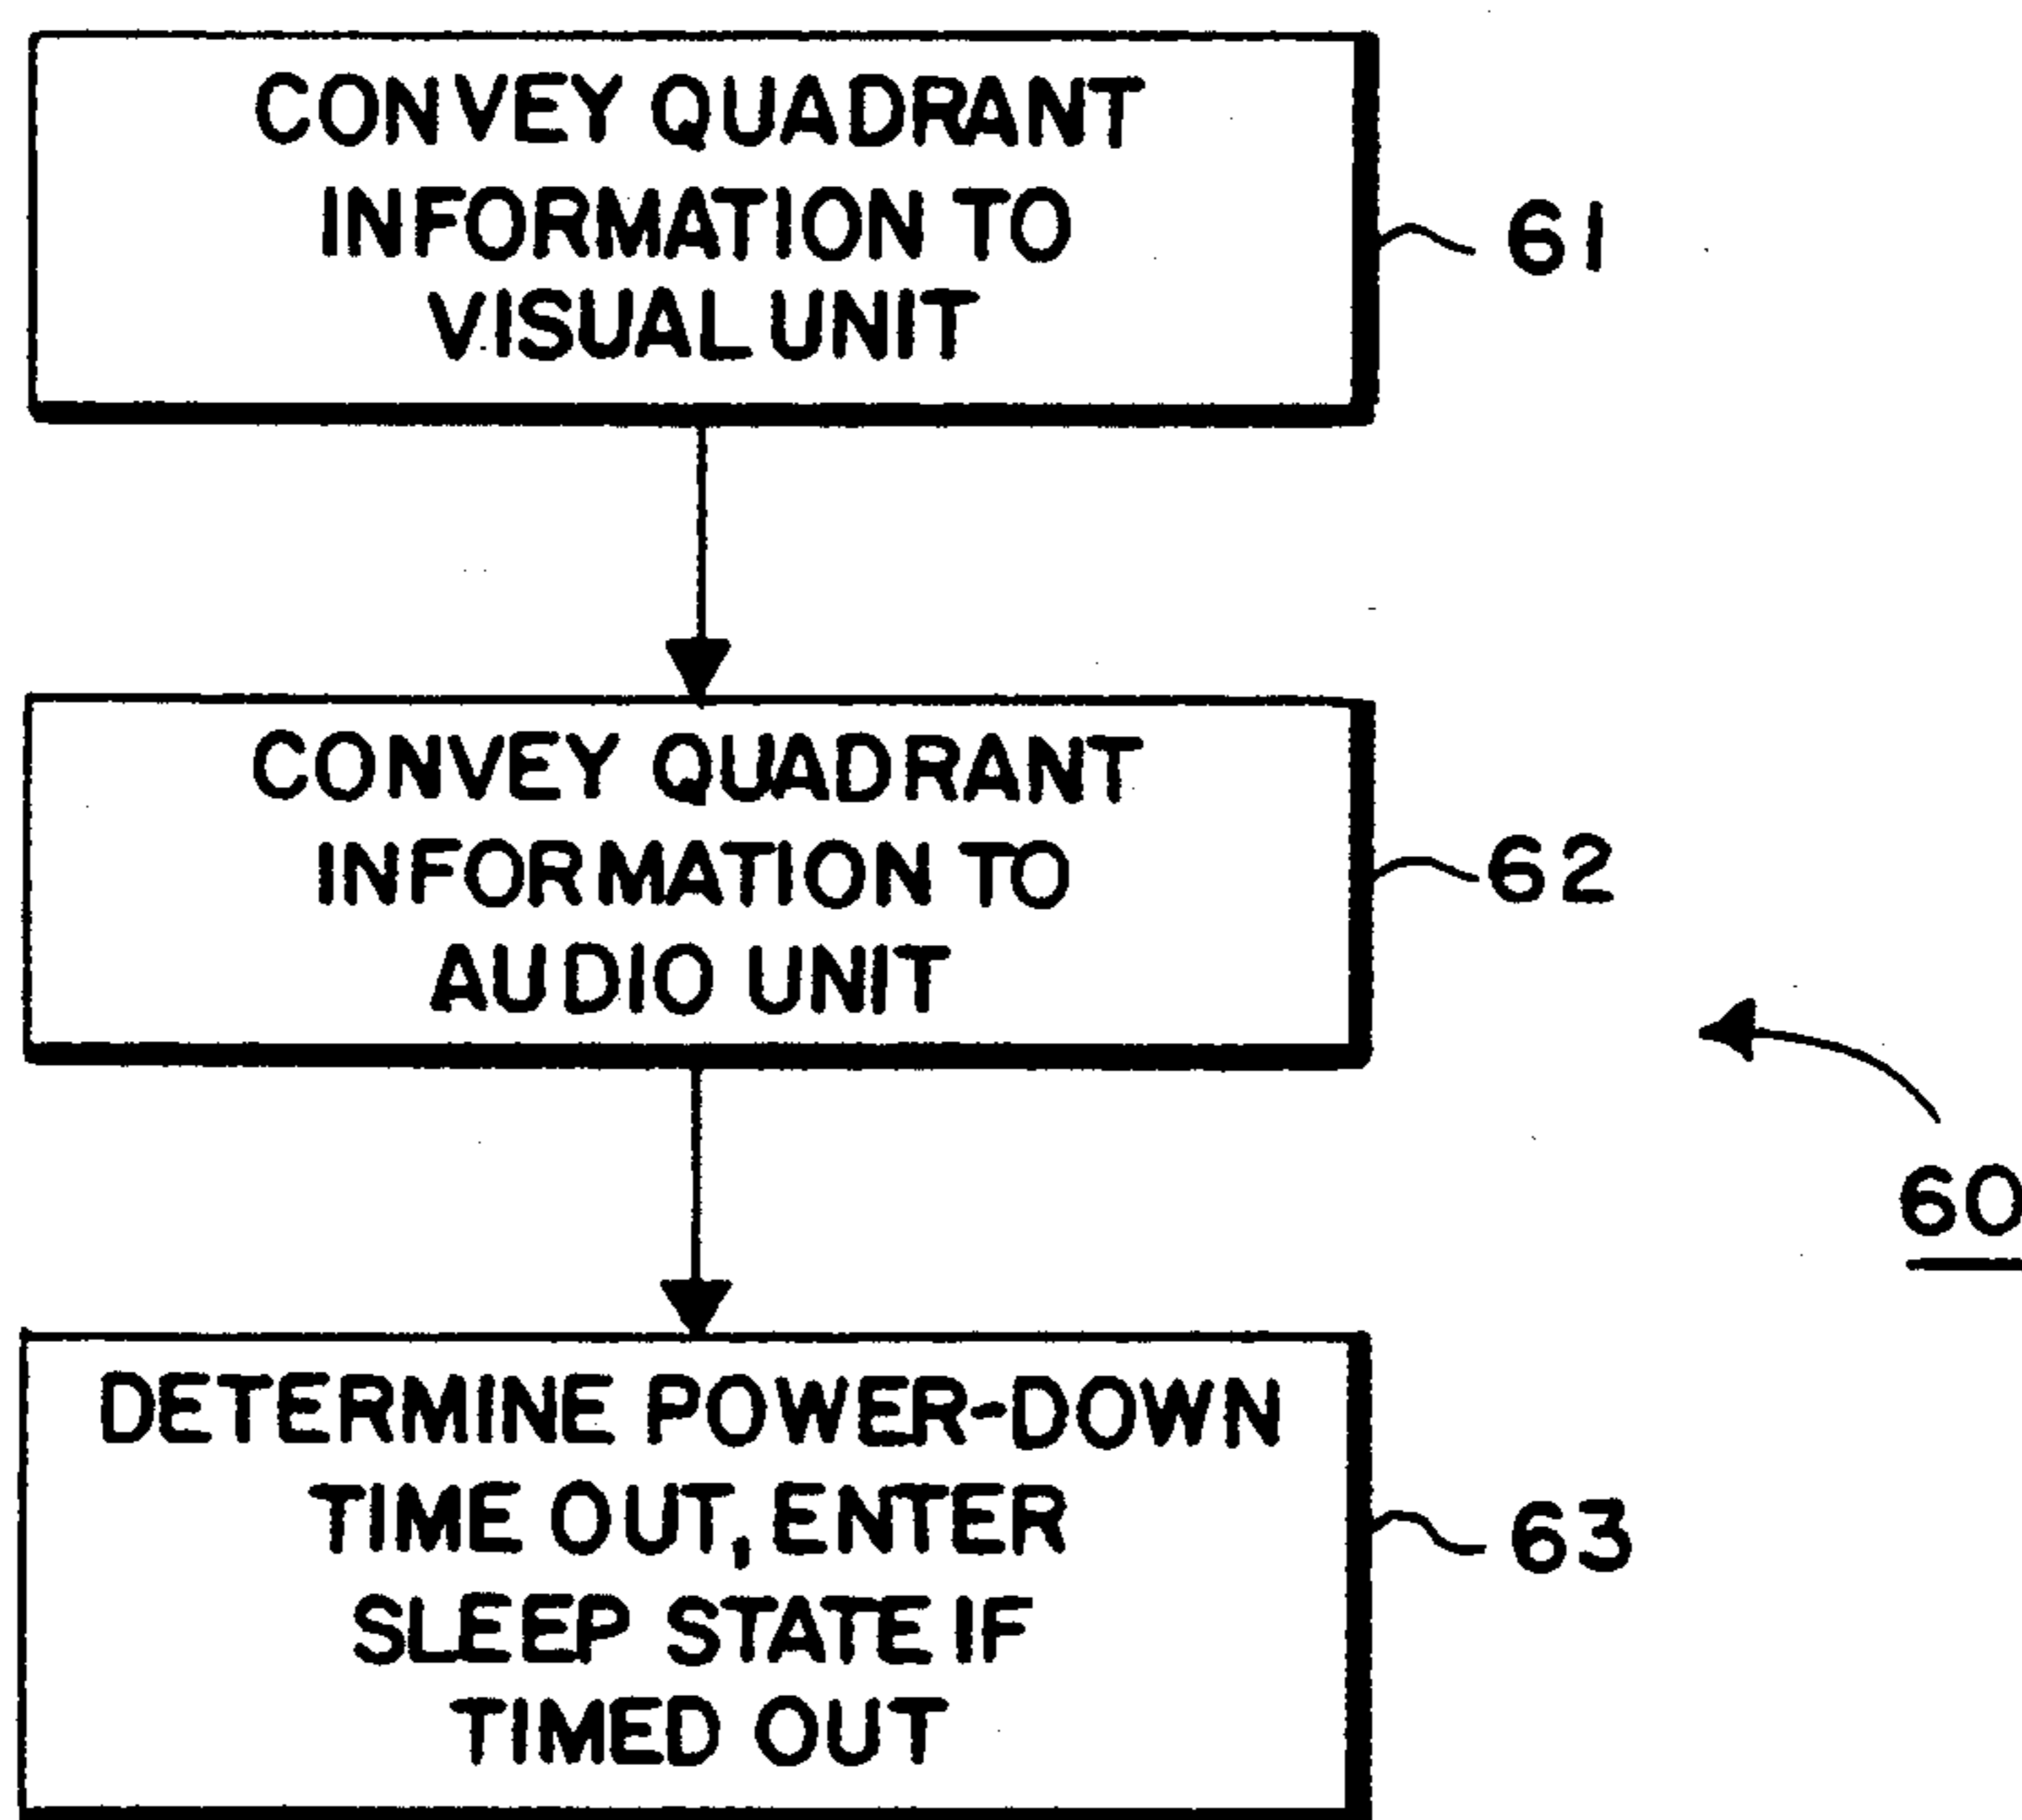 CONVEY QUADRANT
INFORMATION TO
VISUAL UNIT
61
CONVEY QUADRANT
INFORMATION TO
AUDIO UNIT
62
60
DETERMINE POWER-DOWN
TIME OUT, ENTER
SLEEP STATE IF
TIMED OUT
63